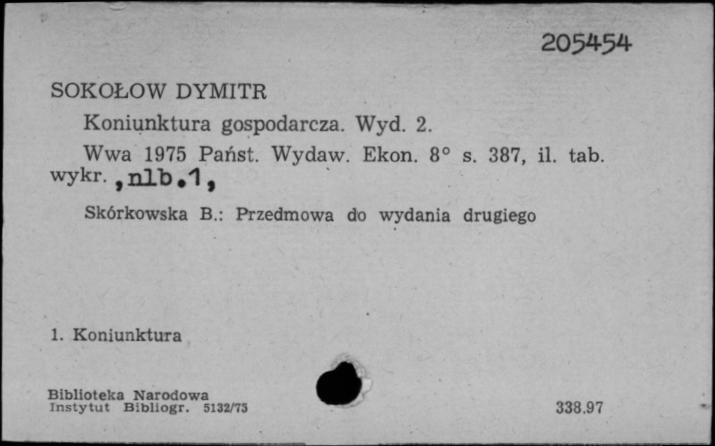 205454
SOKOŁOW DYMITR
Koniunktura gospodarcza. Wyd. 2.
Wwa 1975 Państ. Wydaw. Ekon. 8° s. 387, il. tab.
wykr. , nlb.1,
Skórkowska B.: Przedmowa do wydania drugiego
1. Koniunktura
Biblioteka Narodowa
Instytut Bibliogr. 5132/75
338.97